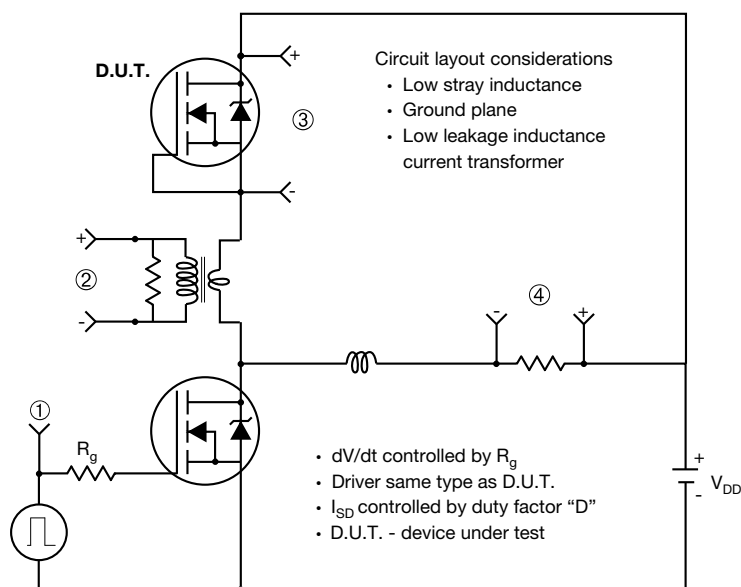 D.U.T.
+
Circuit layout considerations
• Low stray inductance
• Ground plane
• Low leakage inductance
current transformer
③
-
+
②
-
④
-
+
①
R_g
• dV/dt controlled by R_g
• Driver same type as D.U.T.
• I_SD controlled by duty factor “D”
• D.U.T. - device under test
+
V_DD
-